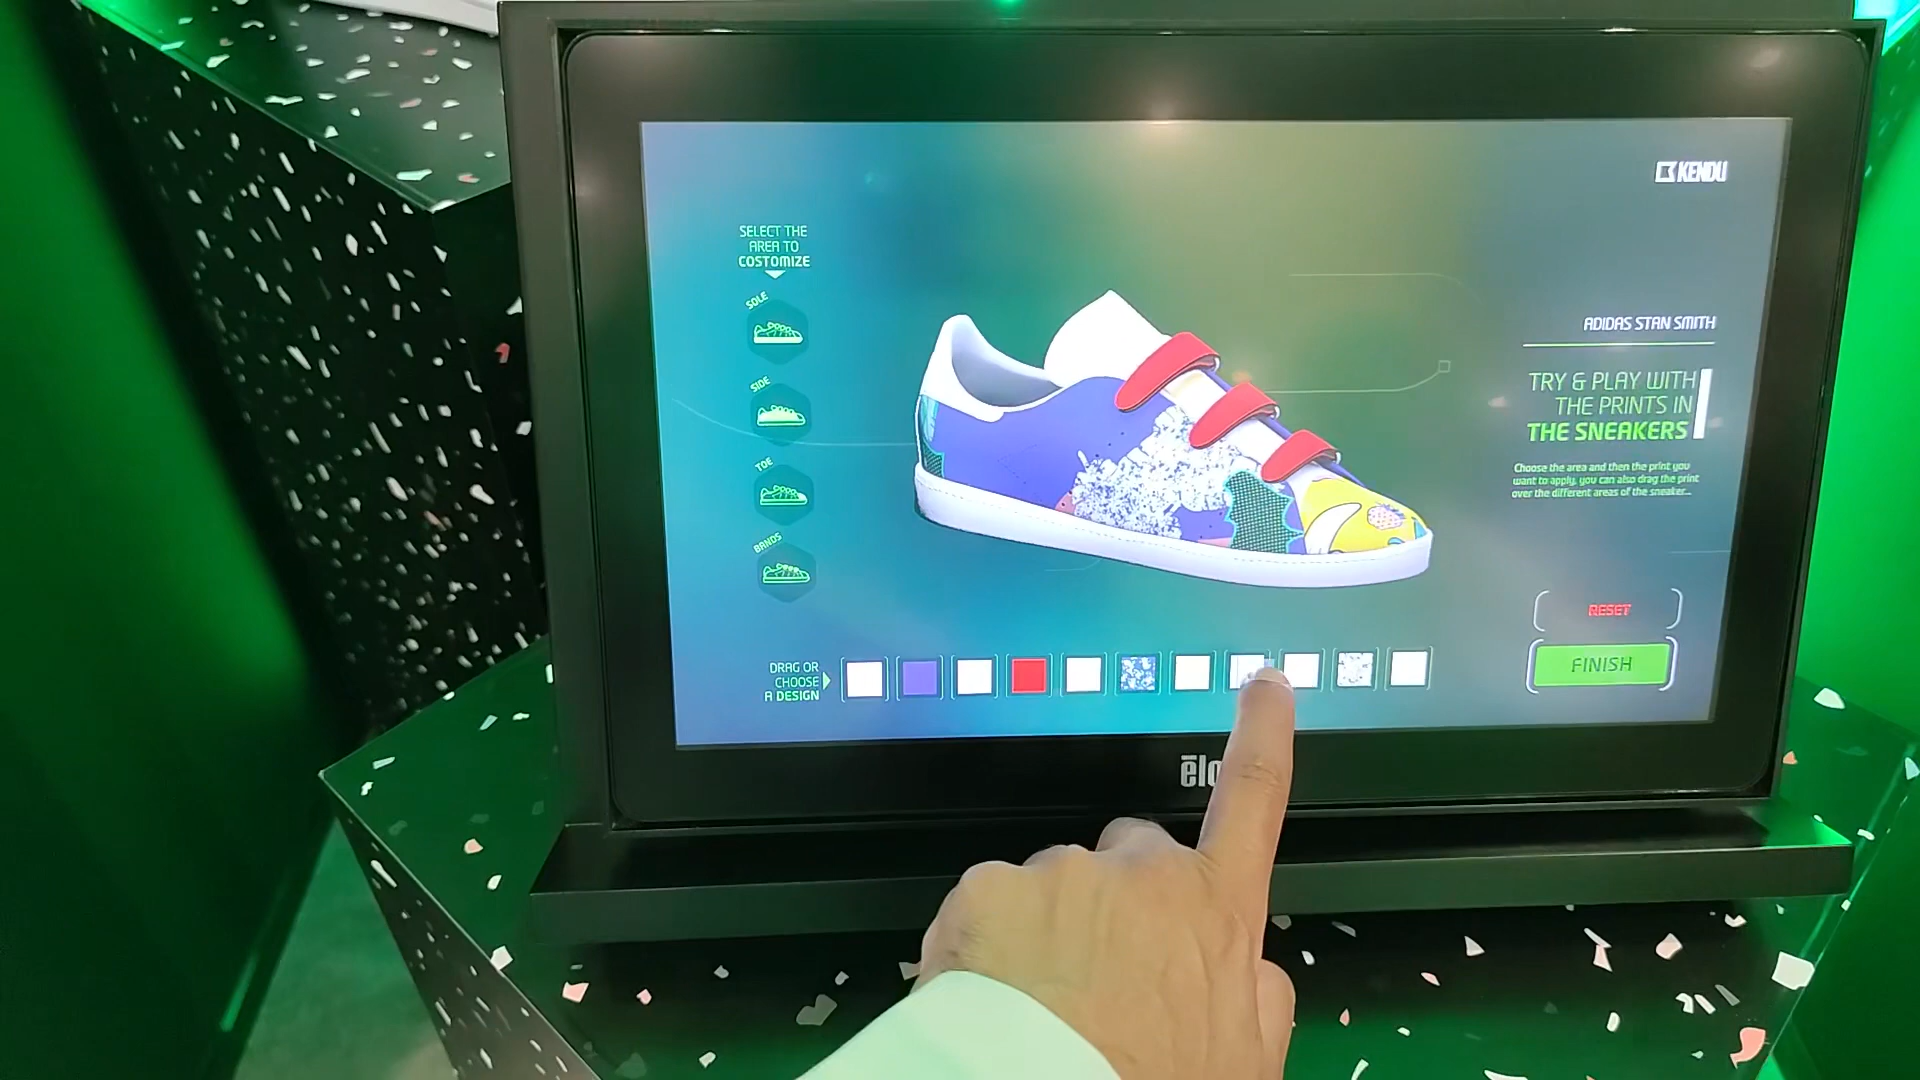 KENDU
SELECT THE
AREA TO
COSTOMIZE
SOLE
SIDE
TOE
BANDS
ADIDAS STAN SMITH
TRY & PLAY WITH
THE PRINTS IN
THE SNEAKERS
Choose the area and then the print you
want to apply, you can also drag the print
over the different areas of the sneaker...
RESET
FINISH
DRAG OR
CHOOSE
A DESIGN
ēlo